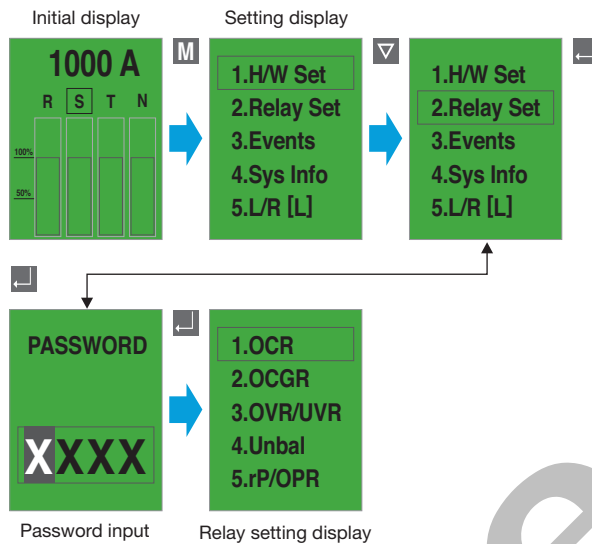 Initial display
Setting display
1000 A
R S T N
100%
50%
M
1.H/W Set
2.Relay Set
3.Events
4.Sys Info
5.L/R [L]
1.H/W Set
2.Relay Set
3.Events
4.Sys Info
5.L/R [L]
PASSWORD
XXXX
Password input
1.OCR
2.OCGR
3.OVR/UVR
4.Unbal
5.rP/OPR
Relay setting display